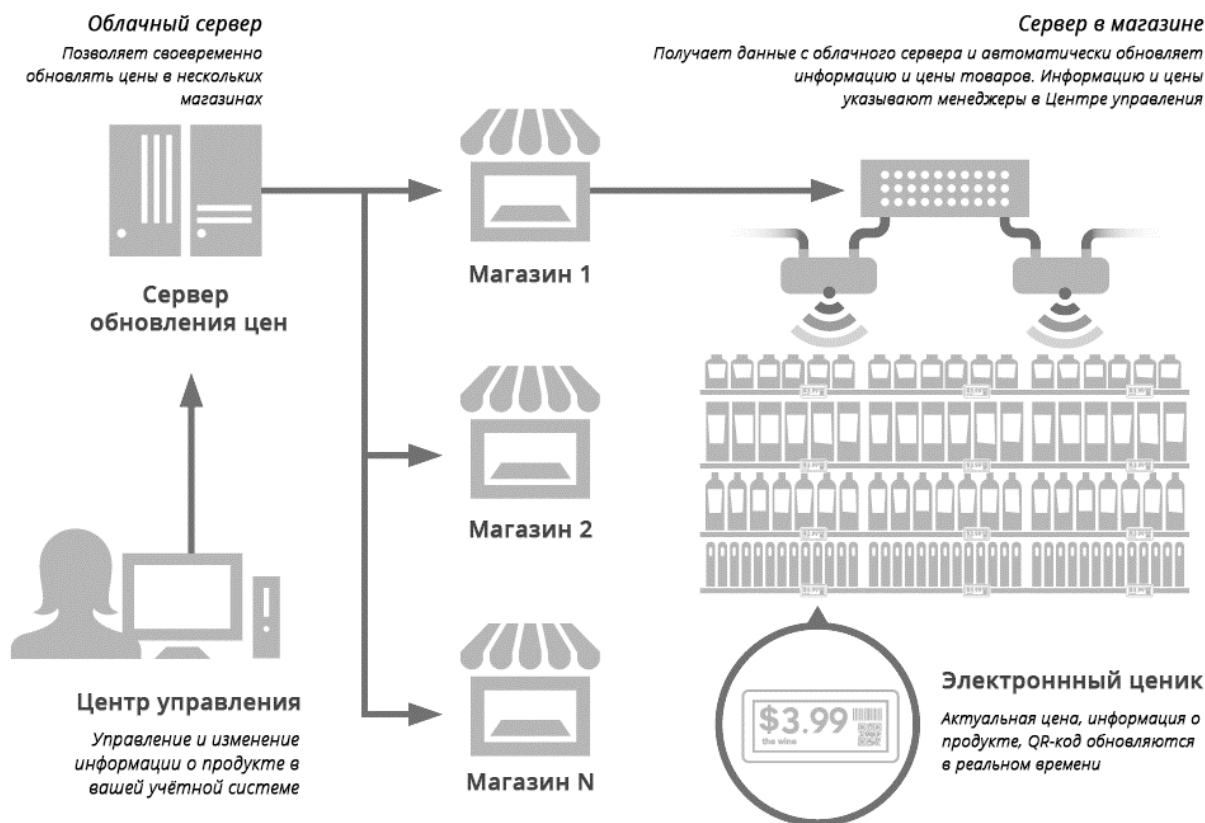 Облачный сервер
Позволяет своевременно
обновлять цены в нескольких
магазинах
Сервер в магазине
Получает данные с облачного сервера и автоматически обновляет
информацию и цены товаров. Информацию и цены
указывают менеджеры в Центре управления
Сервер
обновления цен
Магазин 1
Магазин 2
Магазин N
Центр управления
Управление и изменение
информации о продукте в
вашей учётной системе
$3.99
the wine
Электроннный ценик
Актуальная цена, информация о
продукте, QR-код обновляются
в реальном времени